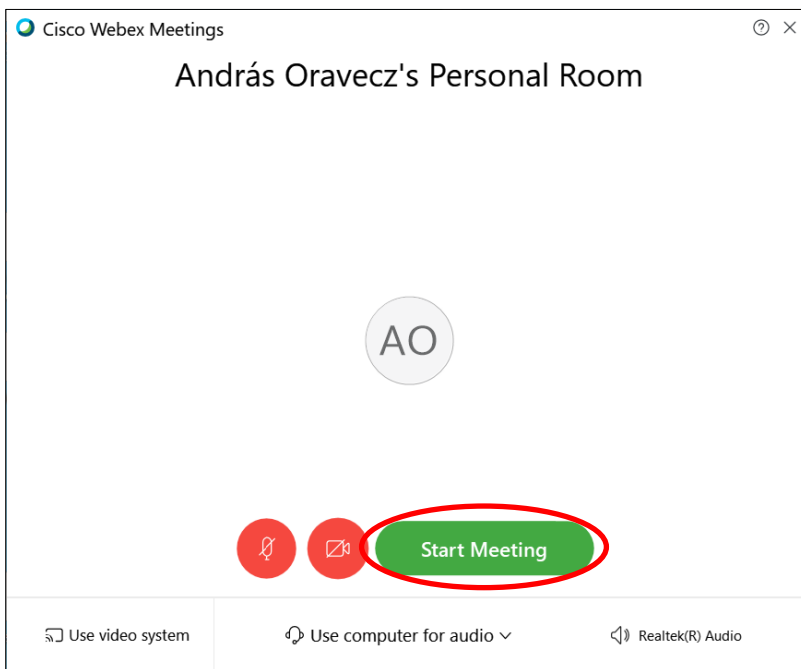 Cisco Webex Meetings
András Oravecz's Personal Room
AO
Start Meeting
Use video system
Use computer for audio
Realtek(R) Audio